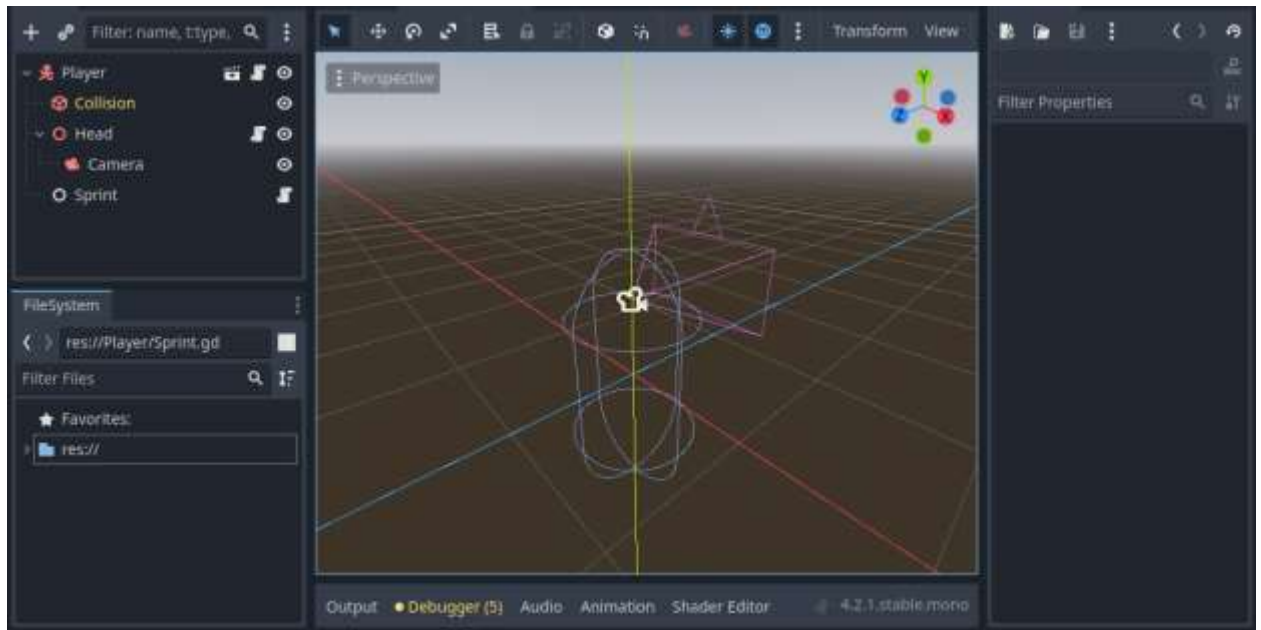 Filter: name, t:type,
Player
Collision
Head
Camera
Sprint
FileSystem
res://Player/Sprint.gd
Filter Files
Favorites:
res://
Transform View
Perspective
Y
Z
X
Output Debugger (5) Audio Animation Shader Editor 4.2.1.stable.mono
Filter Properties